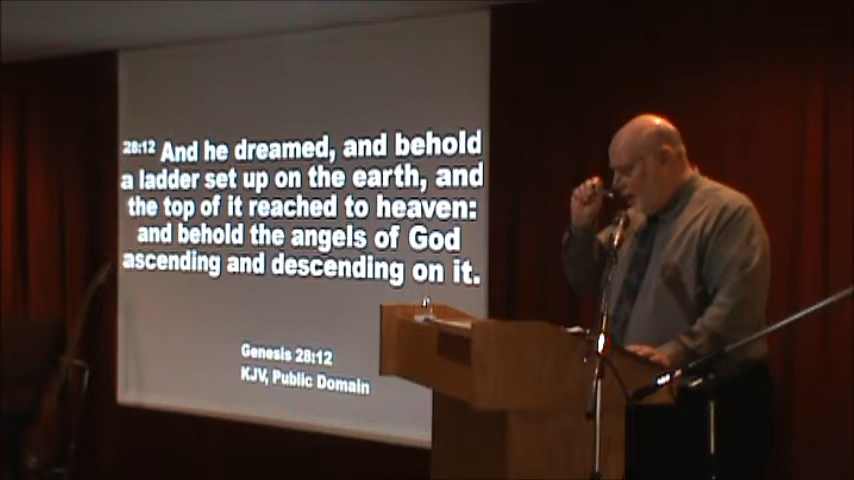 28:12 And he dreamed, and behold
a ladder set up on the earth, and
the top of it reached to heaven:
and behold the angels of God
ascending and descending on it.
Genesis 28:12
KJV, Public Domain